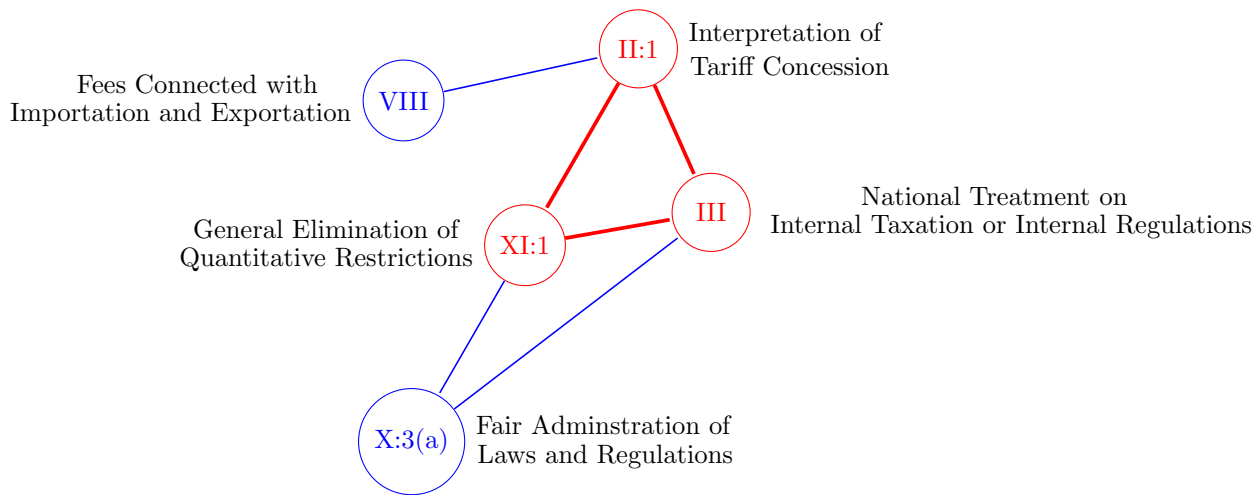 II:1
Interpretation of
Tariff Concession
Fees Connected with
Importation and Exportation
VIII
General Elimination of
Quantitative Restrictions
XI:1
III
National Treatment on
Internal Taxation or Internal Regulations
X:3(a)
Fair Adminstration of
Laws and Regulations